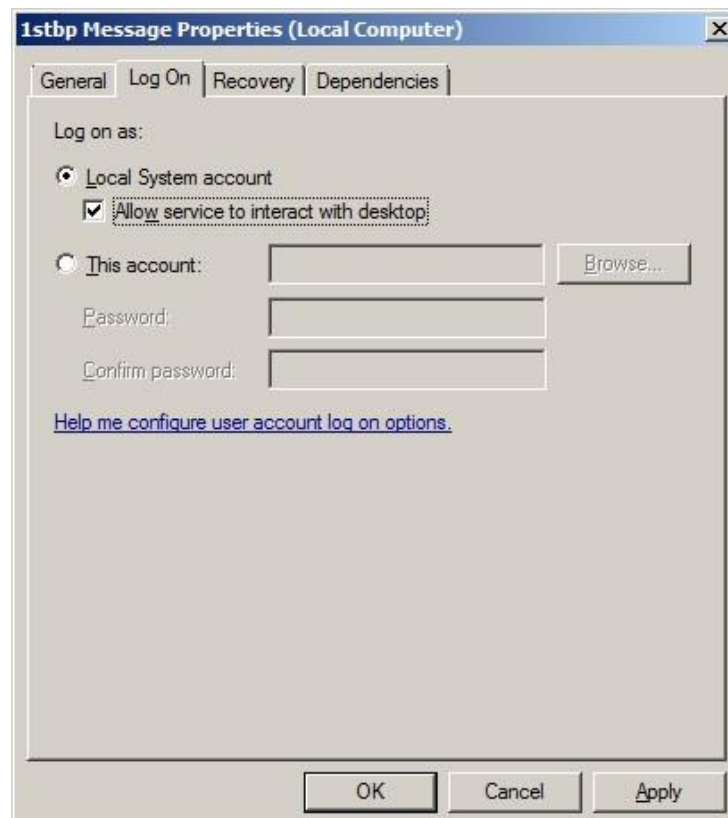 1stbp Message Properties (Local Computer)
General Log On Recovery Dependencies
Log on as:
Local System account
Allow service to interact with desktop
This account: Browse...
Password:
Confirm password:
Help me configure user account log on options.
OK Cancel Apply